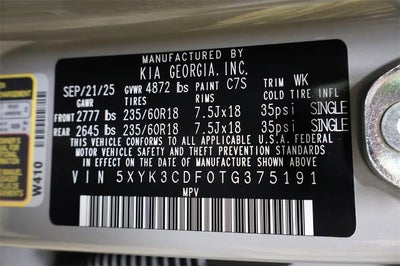 MANUFACTURED BY
KIA GEORGIA, INC.
SEP/21/25 GVWR 4872 lbs PAINT C7S TRIM WK
GAWR TIRES RIMS COLD TIRE INFL
FRONT 2777 lbs 235/60R18 7.5Jx18 35psi SINGLE
REAR 2645 lbs 235/60R18 7.5Jx18 35psi SINGLE
THIS VEHICLE CONFORMS TO ALL APPLICABLE U.S.A. FEDERAL
MOTOR VEHICLE SAFETY AND THEFT PREVENTION STANDARDS
IN EFFECT ON THE DATE OF MANUFACTURE SHOWN ABOVE.
VIN 5XYK3CDF0TG375191
MPV
W410